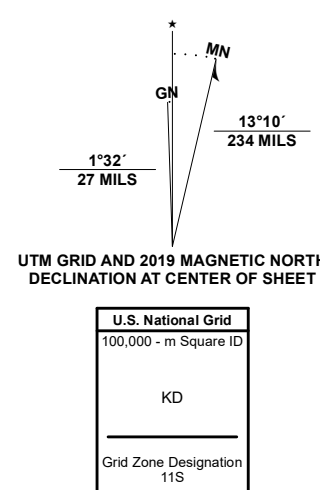 ★
MN
GN
13°10´
234 MILS
1°32´
27 MILS
UTM GRID AND 2019 MAGNETIC NORTH
DECLINATION AT CENTER OF SHEET
U.S. National Grid
100,000 - m Square ID
KD
Grid Zone Designation
11S